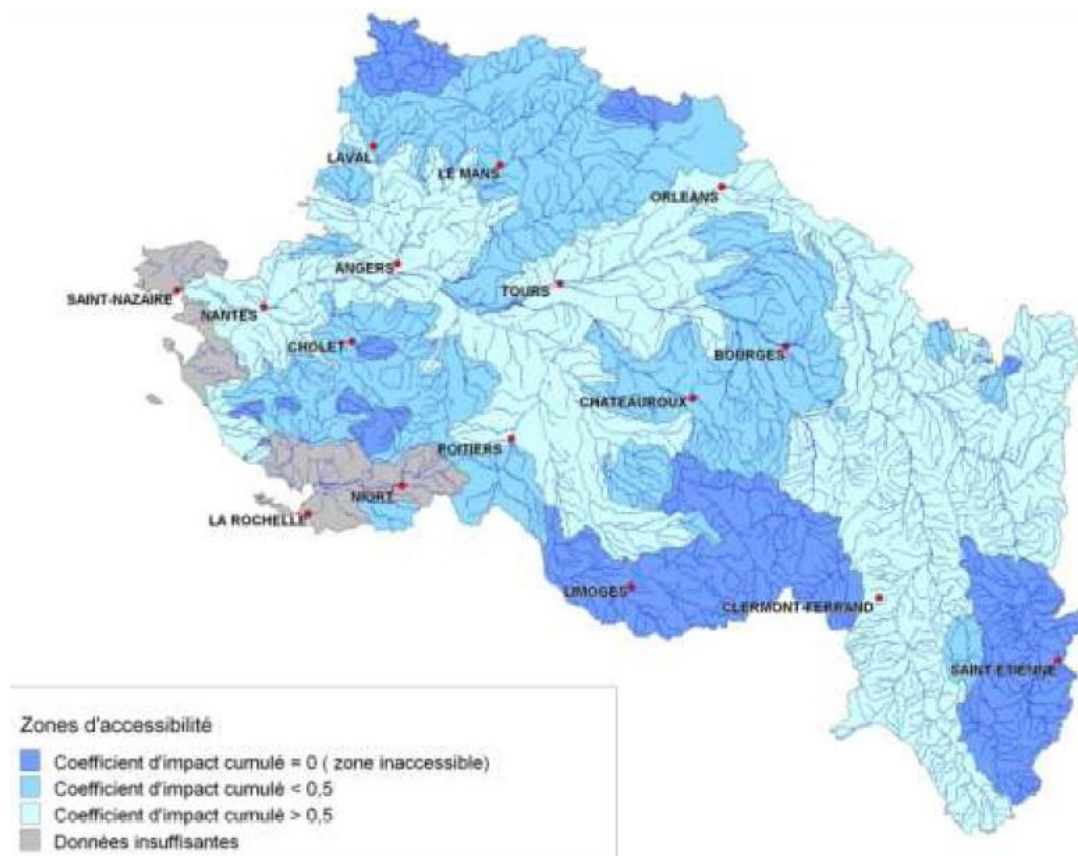 LAVAL
LE MANS
ORLEANS
ANGERS
SAINT-NAZAIRE
TOURS
NANTES
CHOLET
BOURGES
CHATEAUROUX
POITIERS
NIORT
LA ROCHELLE
LIMOGES
CLERMONT-FERRAND
SAINT ETIENNE
Zones d'accessibilité
Coefficient d'impact cumulé = 0 ( zone inaccessible)
Coefficient d'impact cumulé < 0,5
Coefficient d'impact cumulé > 0,5
Données insuffisantes